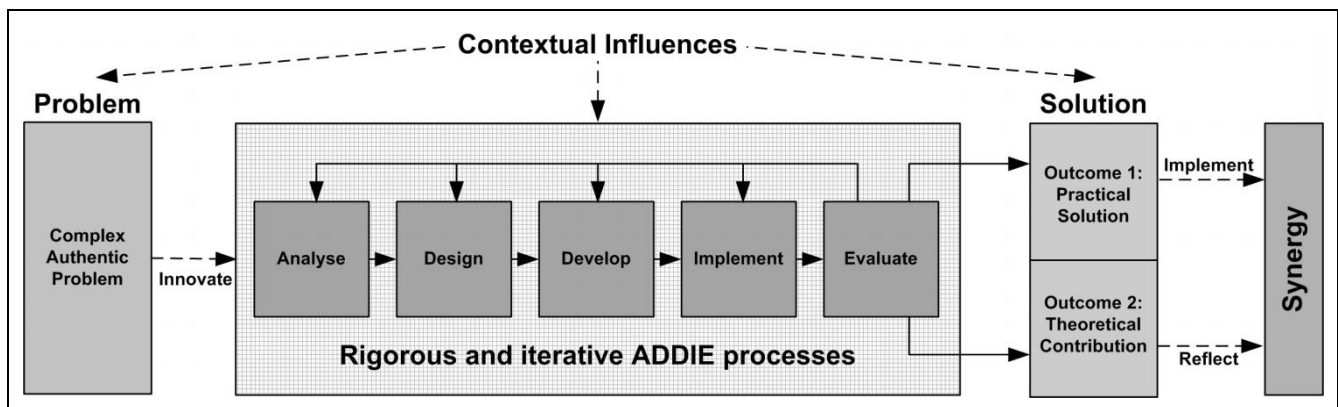 Contextual Influences
Problem
Solution
Complex
Authentic
Problem
Innovate
Analyse
Design
Develop
Implement
Evaluate
Rigorous and iterative ADDIE processes
Outcome 1:
Practical
Solution
Outcome 2:
Theoretical
Contribution
Implement
Reflect
Synergy